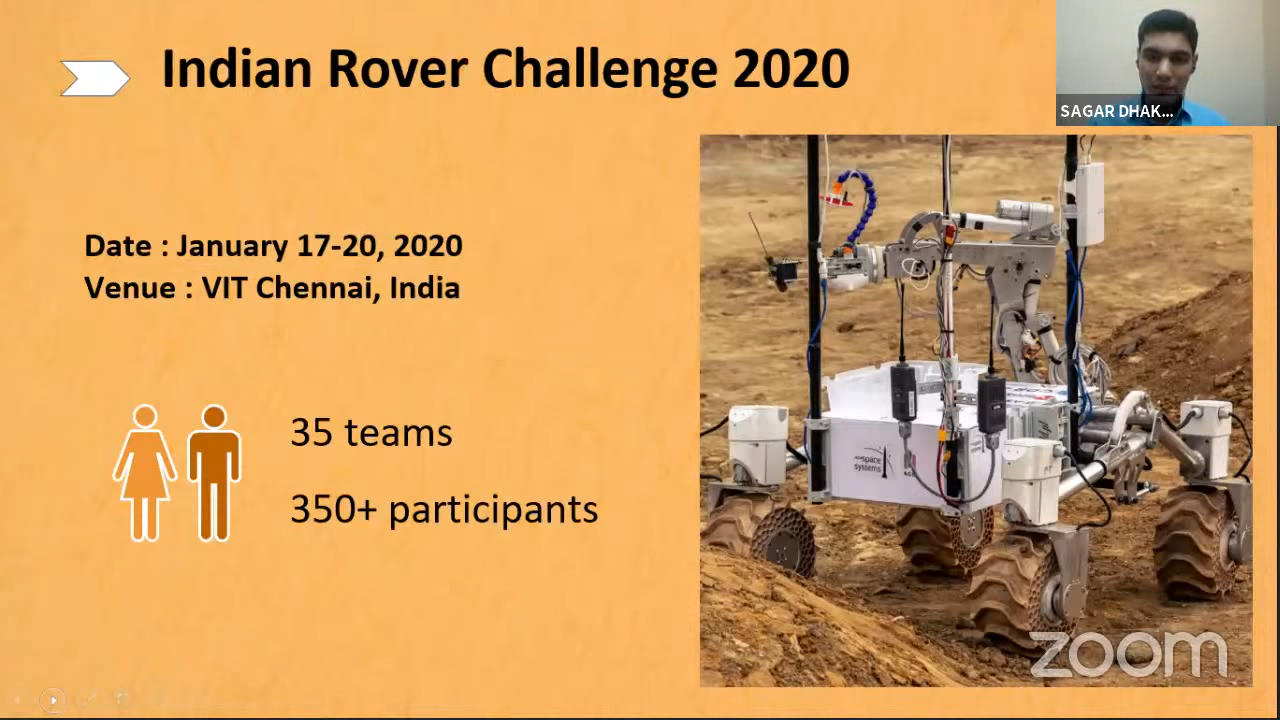 Indian Rover Challenge 2020
SAGAR DHAK...
Date : January 17-20, 2020
Venue : VIT Chennai, India
35 teams
350+ participants
space
systems
zoom